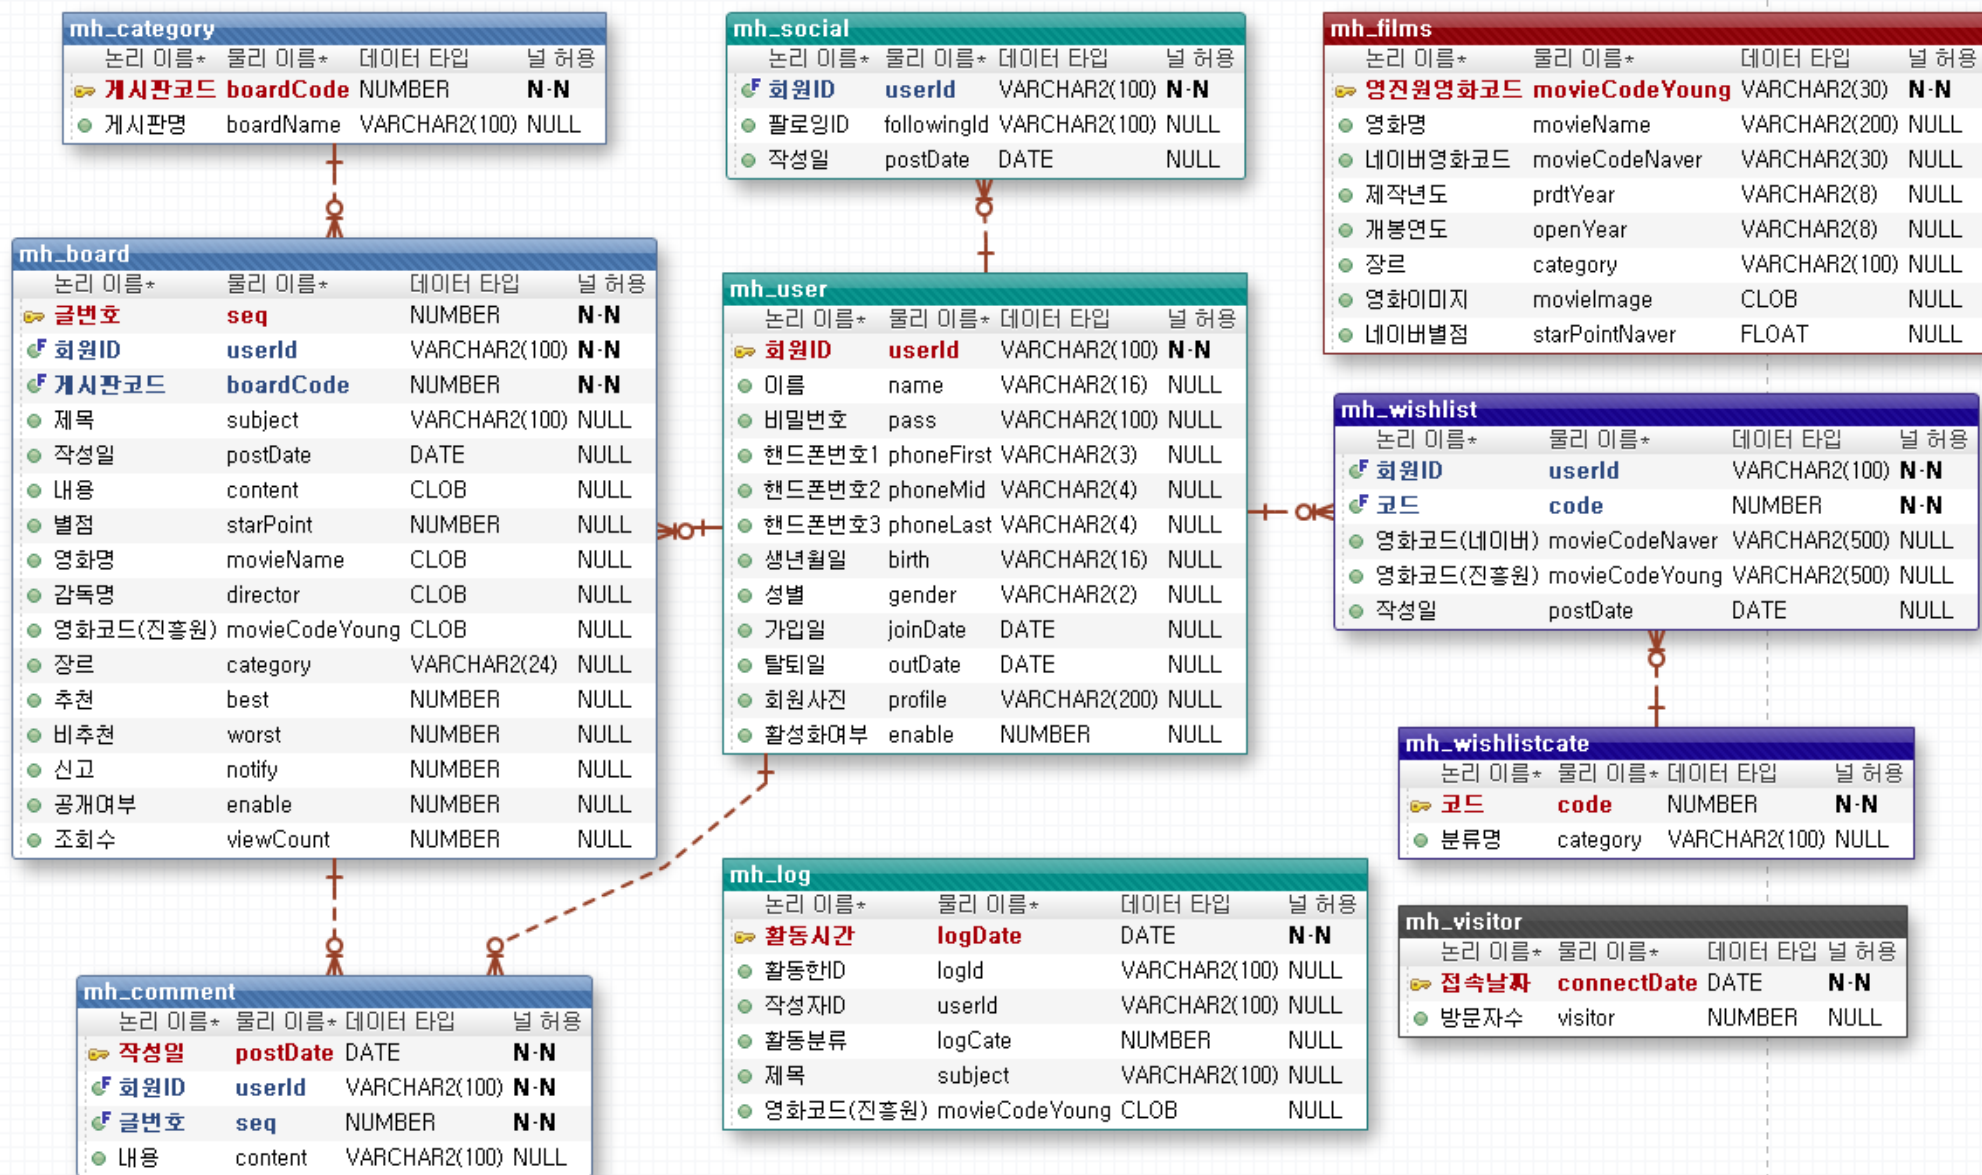 mh_category
논리 이름* 물리 이름* 데이터 타입 널 허용
게시판코드 boardCode NUMBER N-N
게시판명 boardName VARCHAR2(100) NULL
mh_social
논리 이름* 물리 이름* 데이터 타입 널 허용
회원ID userId VARCHAR2(100) N-N
팔로잉ID followingId VARCHAR2(100) NULL
작성일 postDate DATE NULL
mh_films
논리 이름* 물리 이름* 데이터 타입 널 허용
영진원영화코드 movieCodeYoung VARCHAR2(30) N-N
영화명 movieName VARCHAR2(200) NULL
네이버영화코드 movieCodeNaver VARCHAR2(30) NULL
제작년도 prdtYear VARCHAR2(8) NULL
개봉연도 openYear VARCHAR2(8) NULL
장르 category VARCHAR2(100) NULL
영화이미지 movieImage CLOB NULL
네이버별점 starPointNaver FLOAT NULL
mh_board
논리 이름* 물리 이름* 데이터 타입 널 허용
글번호 seq NUMBER N-N
회원ID userId VARCHAR2(100) N-N
게시판코드 boardCode NUMBER N-N
제목 subject VARCHAR2(100) NULL
작성일 postDate DATE NULL
내용 content CLOB NULL
별점 starPoint NUMBER NULL
영화명 movieName CLOB NULL
감독명 director CLOB NULL
영화코드(진흥원) movieCodeYoung CLOB NULL
장르 category VARCHAR2(24) NULL
추천 best NUMBER NULL
비추천 worst NUMBER NULL
신고 notify NUMBER NULL
공개여부 enable NUMBER NULL
조회수 viewCount NUMBER NULL
mh_user
논리 이름* 물리 이름* 데이터 타입 널 허용
회원ID userId VARCHAR2(100) N-N
이름 name VARCHAR2(16) NULL
비밀번호 pass VARCHAR2(100) NULL
핸드폰번호1 phoneFirst VARCHAR2(3) NULL
핸드폰번호2 phoneMid VARCHAR2(4) NULL
핸드폰번호3 phoneLast VARCHAR2(4) NULL
생년월일 birth VARCHAR2(16) NULL
성별 gender VARCHAR2(2) NULL
가입일 joinDate DATE NULL
탈퇴일 outDate DATE NULL
회원사진 profile VARCHAR2(200) NULL
활성화여부 enable NUMBER NULL
mh_wishlist
논리 이름* 물리 이름* 데이터 타입 널 허용
회원ID userId VARCHAR2(100) N-N
코드 code NUMBER N-N
영화코드(네이버) movieCodeNaver VARCHAR2(500) NULL
영화코드(진흥원) movieCodeYoung VARCHAR2(500) NULL
작성일 postDate DATE NULL
mh_wishlistcate
논리 이름* 물리 이름* 데이터 타입 널 허용
코드 code NUMBER N-N
분류명 category VARCHAR2(100) NULL
mh_log
논리 이름* 물리 이름* 데이터 타입 널 허용
활동시간 logDate DATE N-N
활동한ID logId VARCHAR2(100) NULL
작성자ID userId VARCHAR2(100) NULL
활동분류 logCate NUMBER NULL
제목 subject VARCHAR2(100) NULL
영화코드(진흥원) movieCodeYoung CLOB NULL
mh_visitor
논리 이름* 물리 이름* 데이터 타입 널 허용
접속날짜 connectDate DATE N-N
방문자수 visitor NUMBER NULL
mh_comment
논리 이름* 물리 이름* 데이터 타입 널 허용
작성일 postDate DATE N-N
회원ID userId VARCHAR2(100) N-N
글번호 seq NUMBER N-N
내용 content VARCHAR2(100) NULL